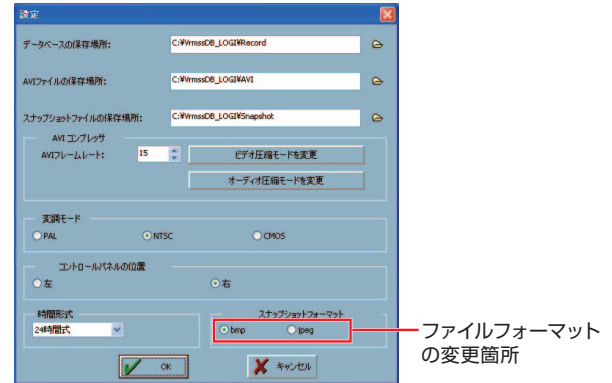 設定
データベースの保存場所: C:¥VrmssDB_LOGI¥Record
AVIファイルの保存場所: C:¥VrmssDB_LOGI¥AVI
スナップショットファイルの保存場所: C:¥VrmssDB_LOGI¥Snapshot
AVI コンプレッサ
AVIフレームレート: 15 ビデオ圧縮モードを変更
オーディオ圧縮モードを変更
変調モード
PAL NTSC CMOS
コントロールパネルの位置
左 右
時間形式 スナップショットフォーマット
24時間式 bmp jpeg
ファイルフォーマット
の変更箇所
OK キャンセル